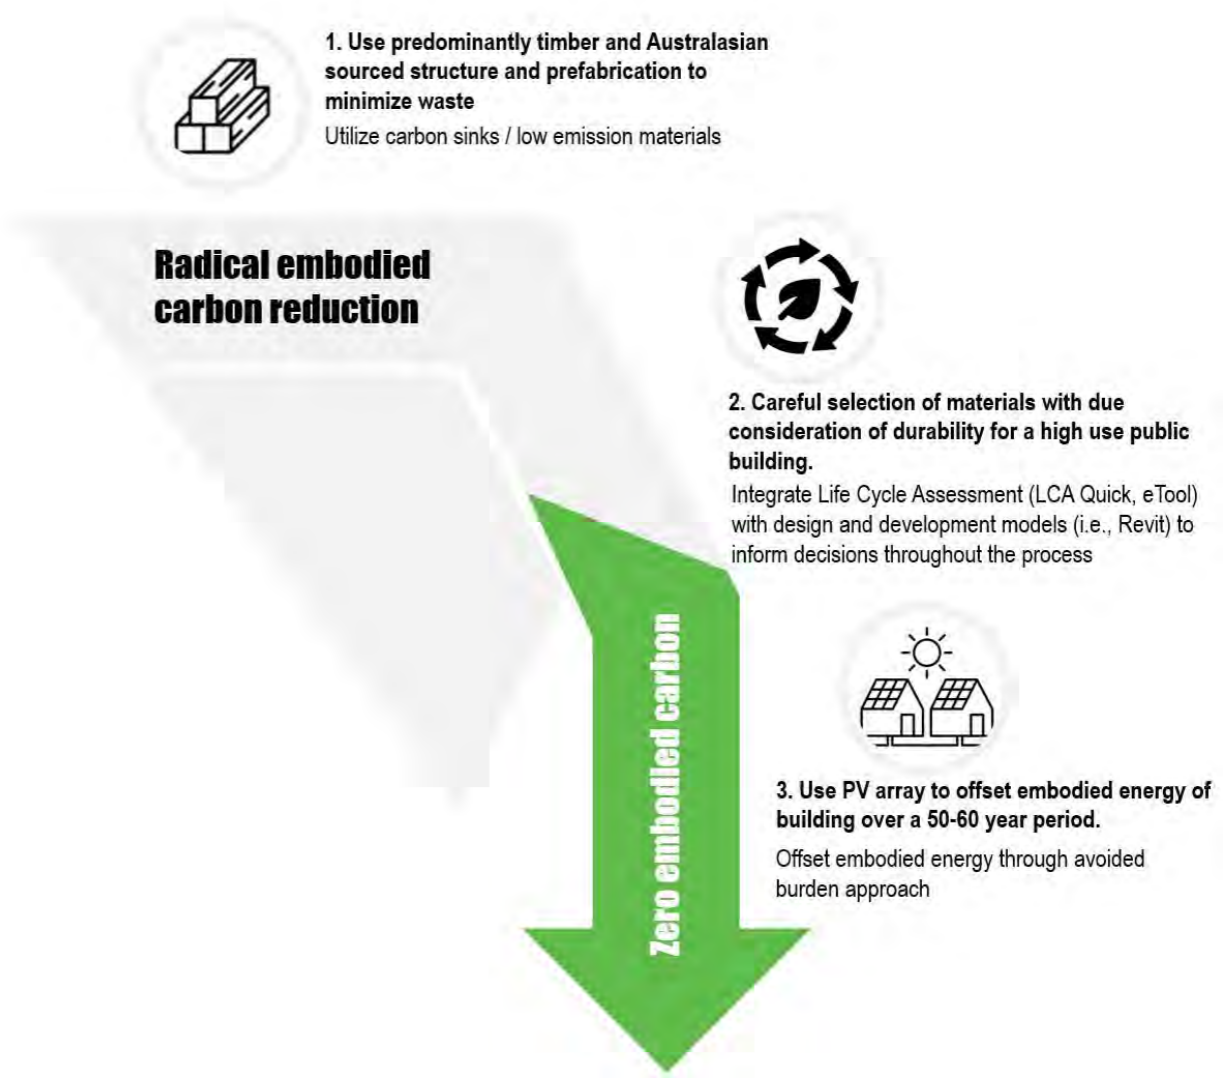 1. Use predominantly timber and Australasian
sourced structure and prefabrication to
minimize waste
Utilize carbon sinks / low emission materials
Radical embodied
carbon reduction
2. Careful selection of materials with due
consideration of durability for a high use public
building.
Integrate Life Cycle Assessment (LCA Quick, eTool)
with design and development models (i.e., Revit) to
inform decisions throughout the process
Zero embodied carbon
3. Use PV array to offset embodied energy of
building over a 50-60 year period.
Offset embodied energy through avoided
burden approach